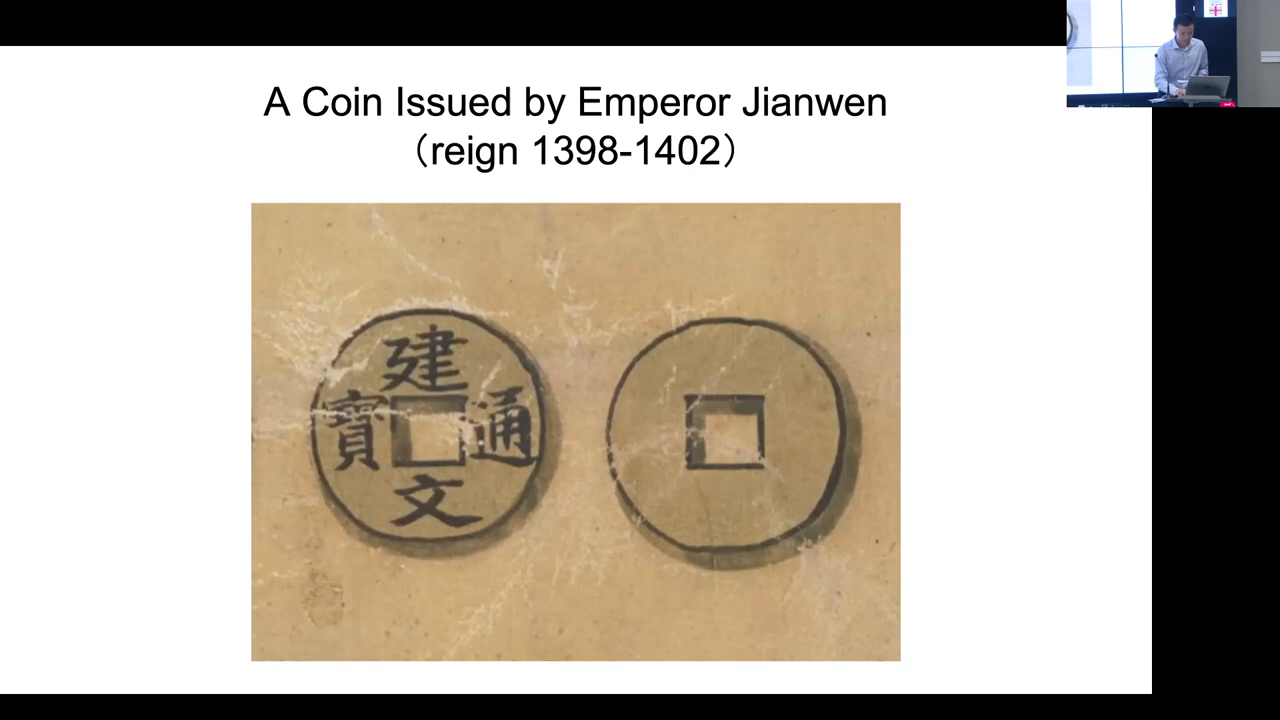 A Coin Issued by Emperor Jianwen
（reign 1398-1402）
建
文
通
寶